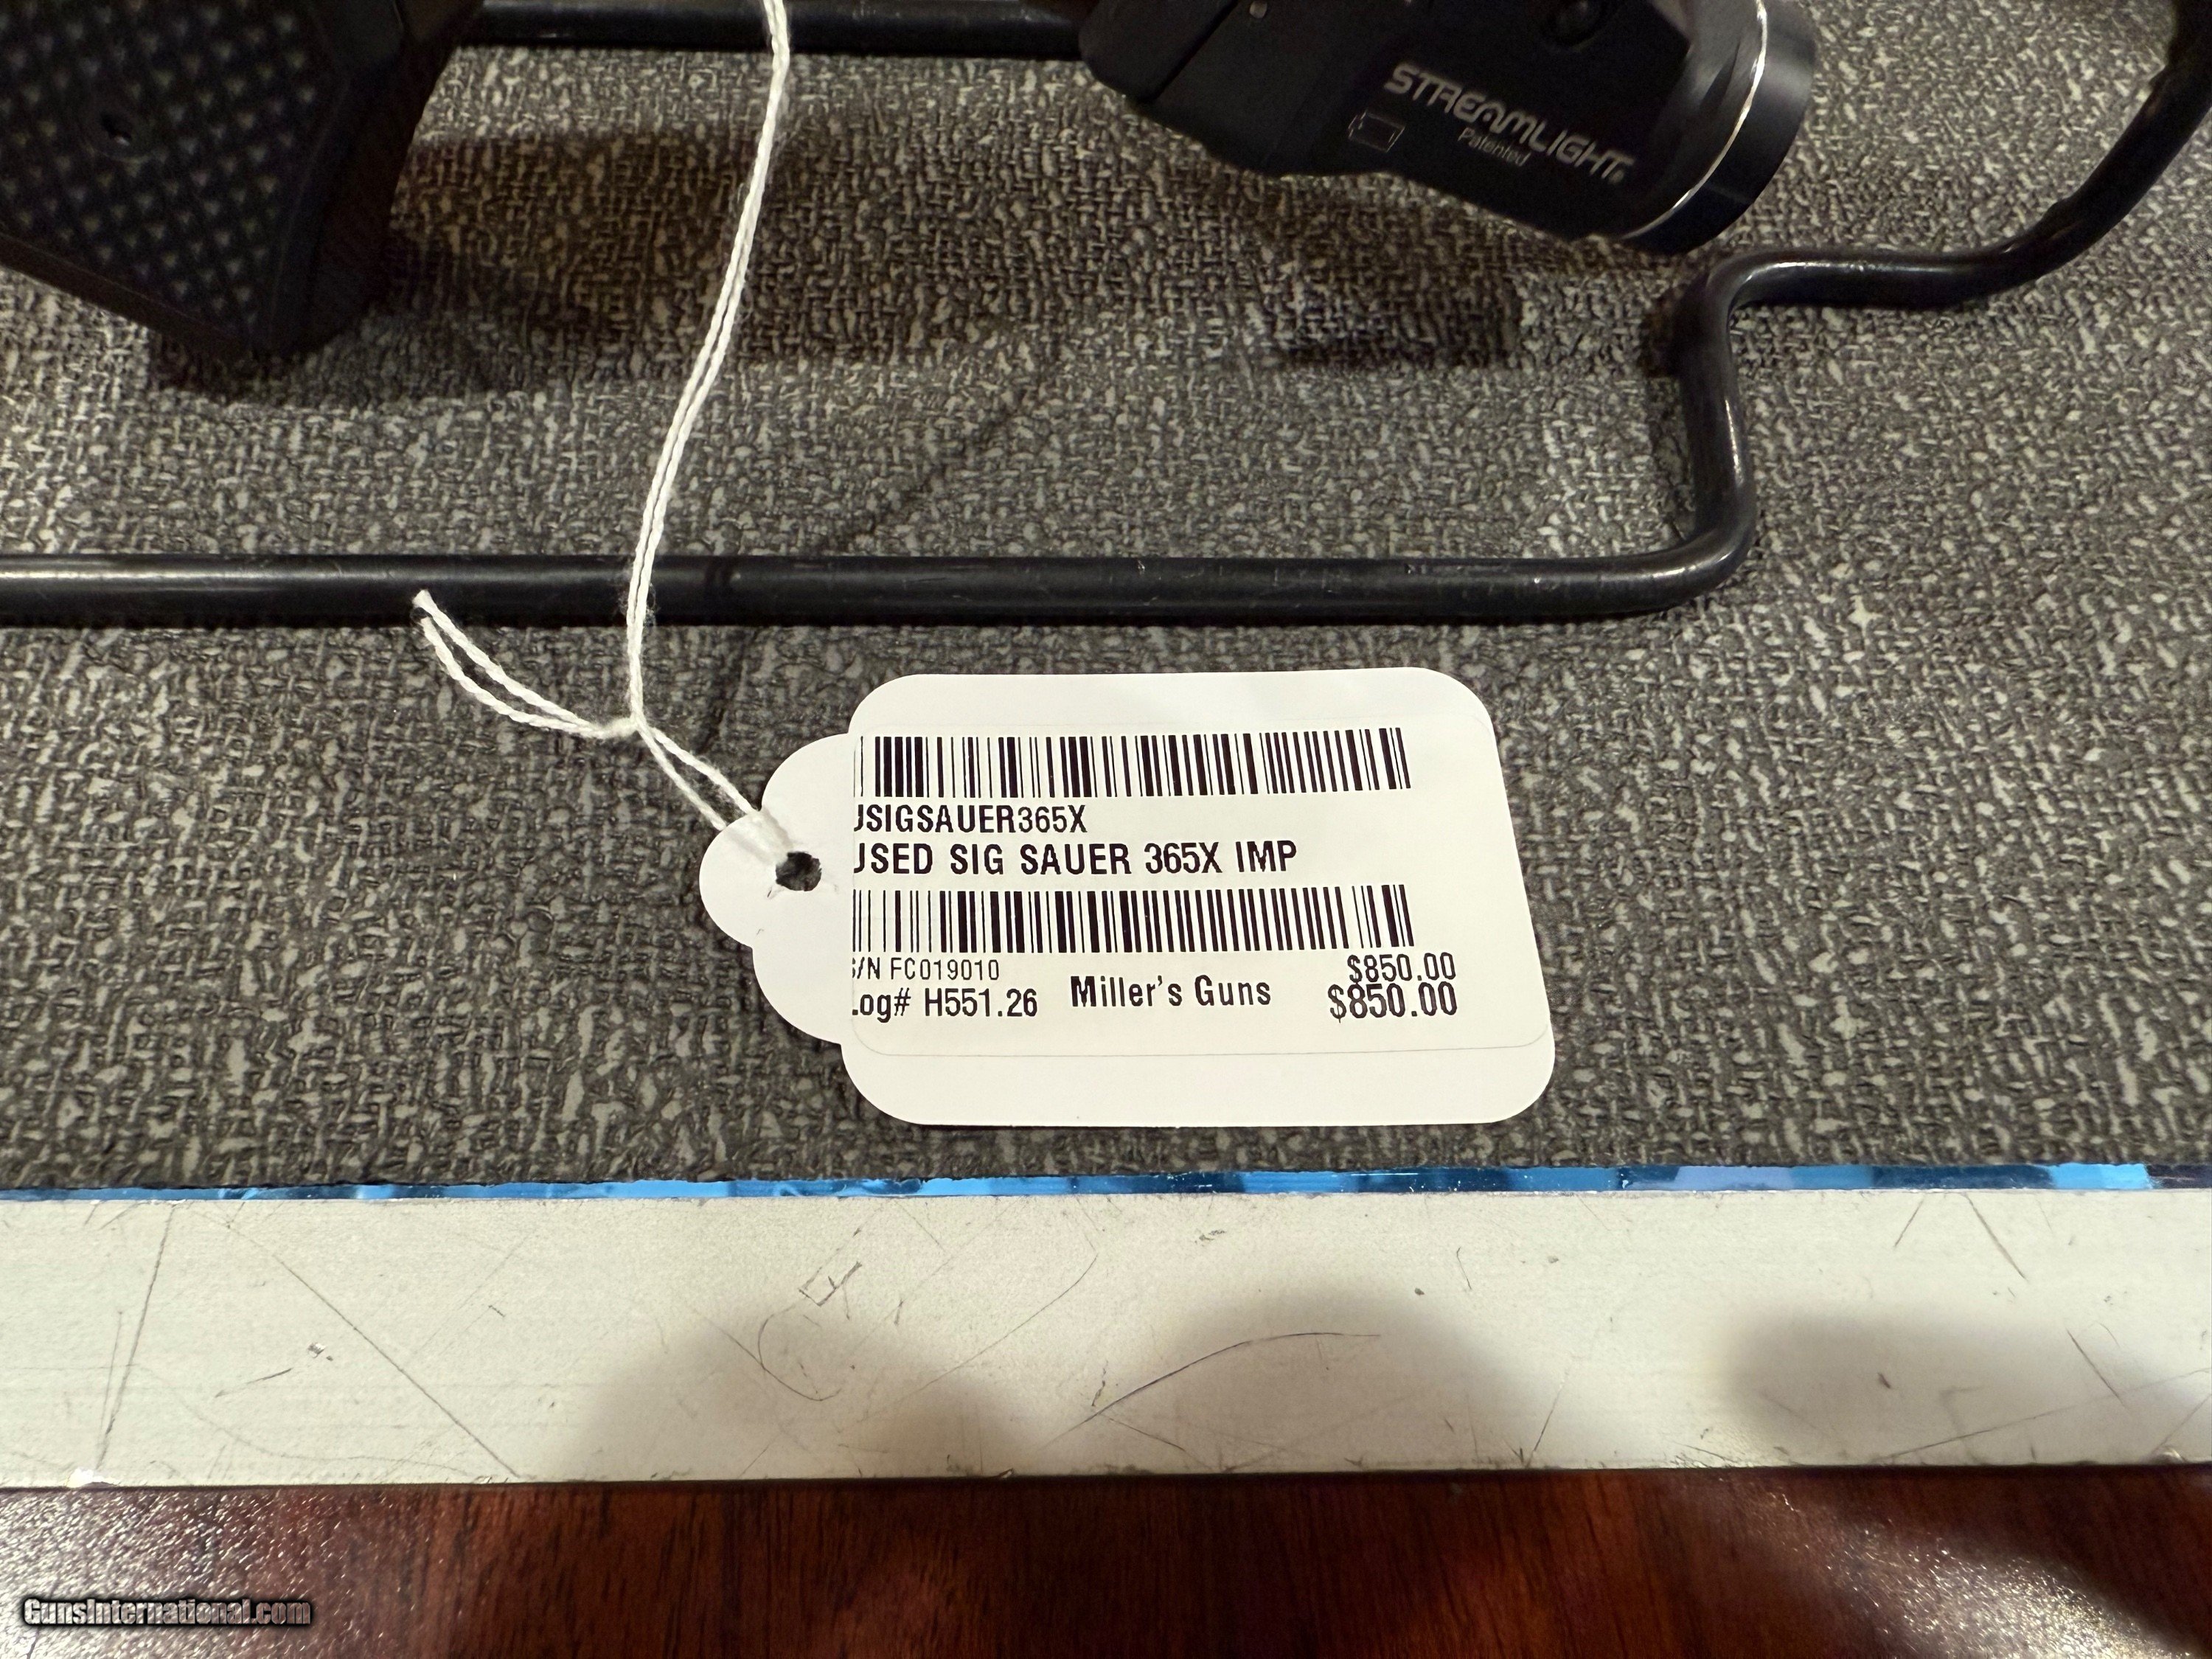 STREAMLIGHT
Patented
USIGSAUER365X
USED SIG SAUER 365X IMP
S/N FC019010
Log# H551.26
Miller's Guns
$850.00
$850.00
GunsInternational.com